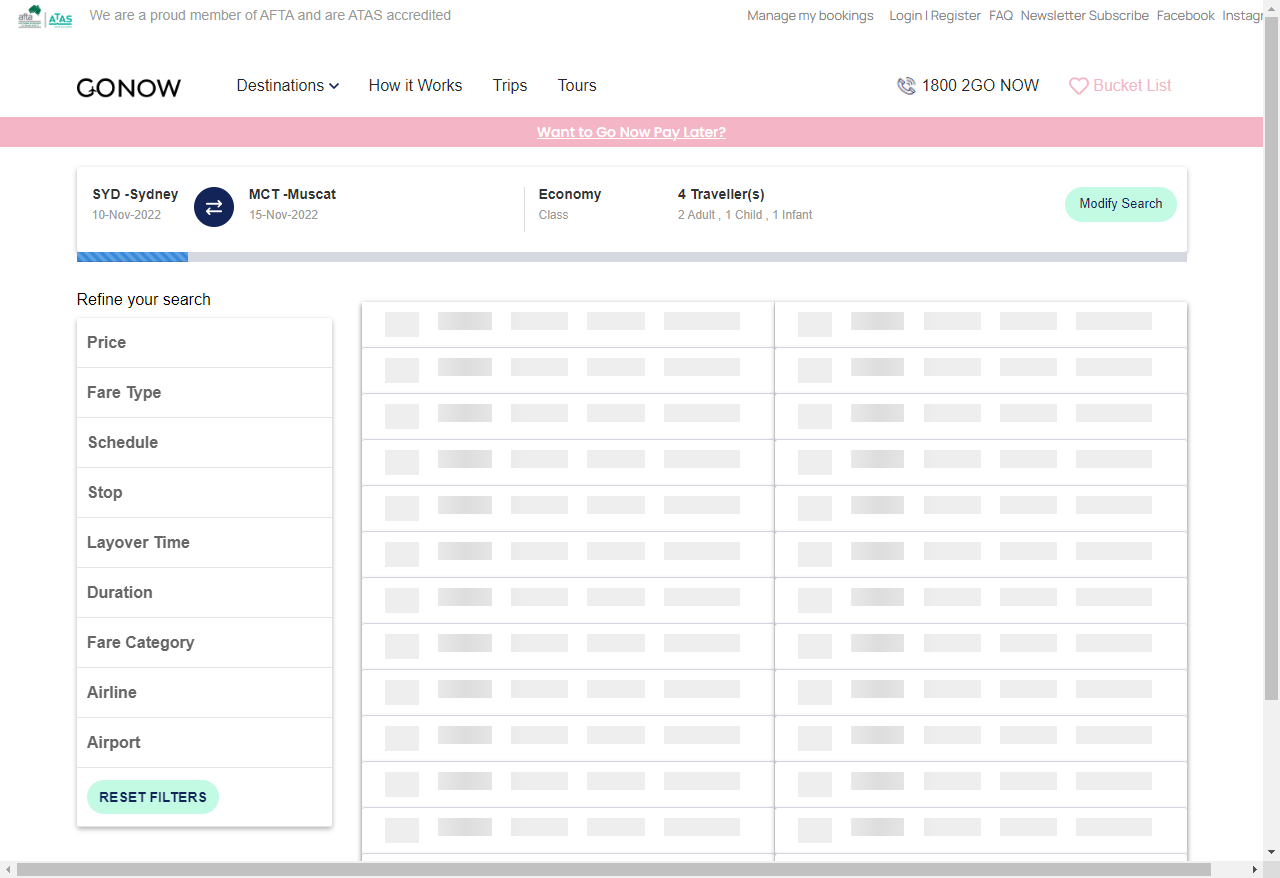 afta ATAS We are a proud member of AFTA and are ATAS accredited Manage my bookings Login | Register FAQ Newsletter Subscribe Facebook
GONOW Destinations How it Works Trips Tours 1800 2GO NOW Bucket List
Want to Go Now Pay Later?
SYD -Sydney MCT -Muscat Economy 4 Traveller(s) Modify Search
10-Nov-2022 15-Nov-2022 Class 2 Adult , 1 Child , 1 Infant
Refine your search
Price
Fare Type
Schedule
Stop
Layover Time
Duration
Fare Category
Airline
Airport
RESET FILTERS